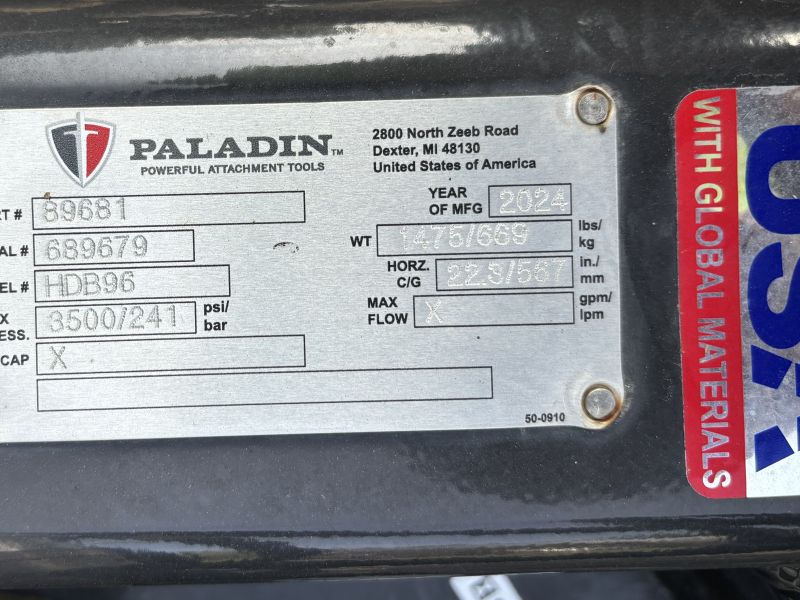 PALADIN™
POWERFUL ATTACHMENT TOOLS
2800 North Zeeb Road
Dexter, MI 48130
United States of America
RT # 89681
YEAR OF MFG 2024
AL # 689679
WT 1475/669 lbs/ kg
EL # HDB96
HORZ. C/G 22.3/567 in./ mm
X ESS. 3500/241 psi/ bar
MAX FLOW X gpm/ lpm
CAP X
50-0910
USA
WITH GLOBAL MATERIALS